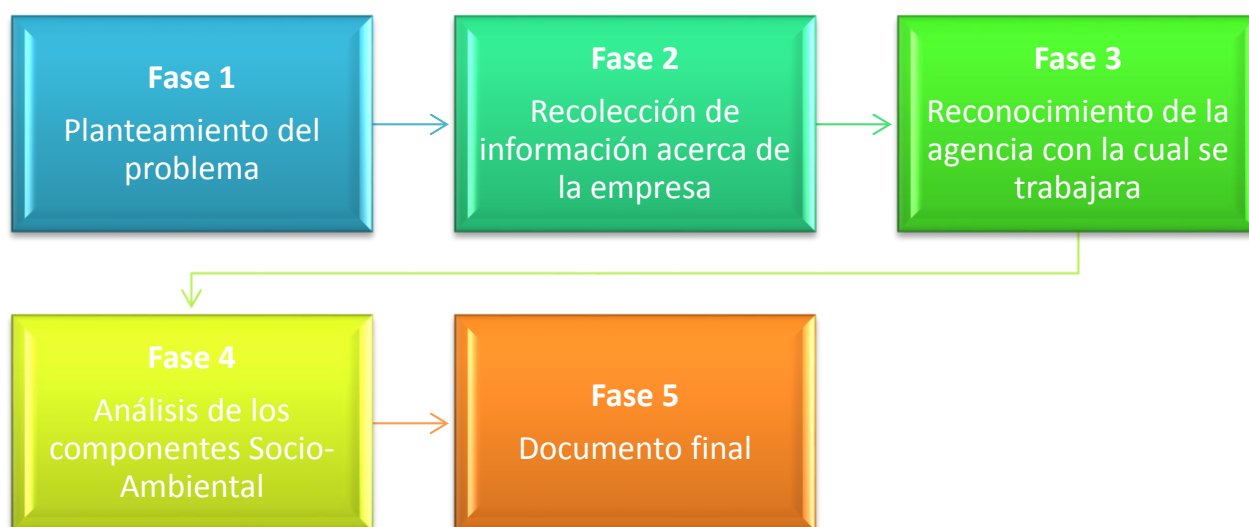 Fase 1
Planteamiento del
problema
Fase 2
Recolección de
información acerca de
la empresa
Fase 3
Reconocimiento de la
agencia con la cual se
trabajara
Fase 4
Análisis de los
componentes Socio-
Ambiental
Fase 5
Documento final